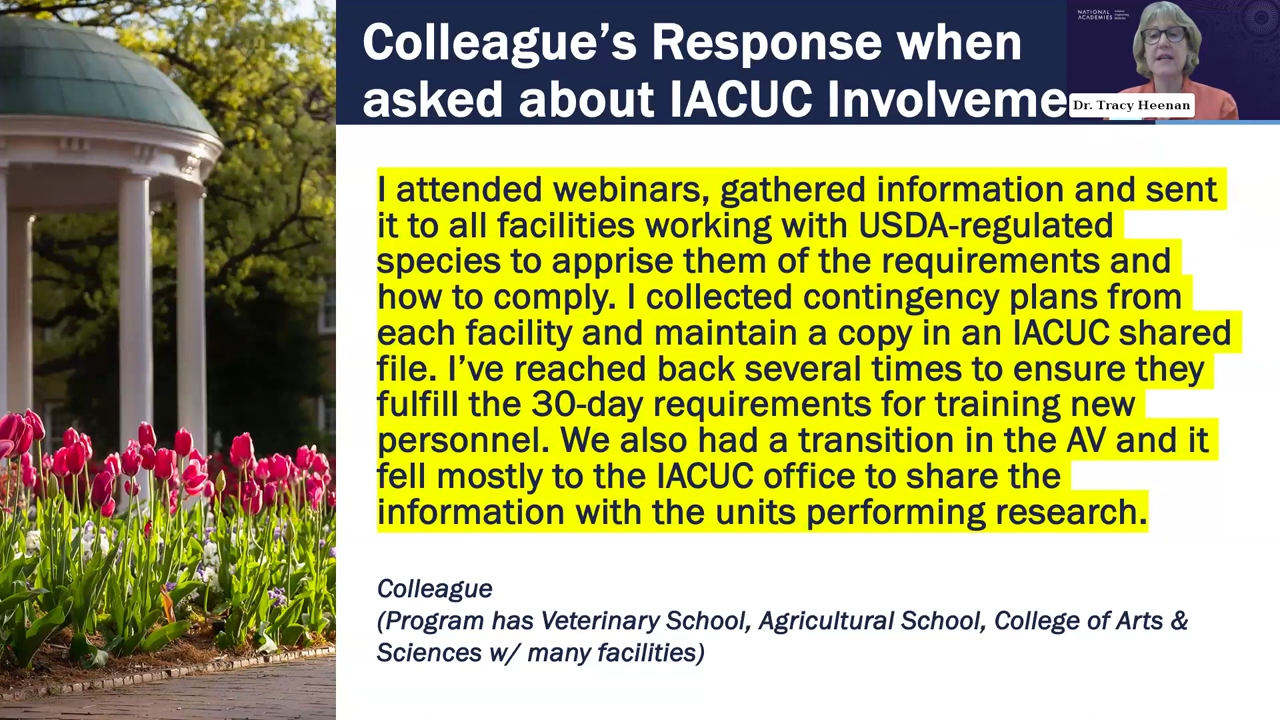 Colleague’s Response when
asked about IACUC Involveme
NATIONAL
ACADEMIES
Dr. Tracy Heenan
I attended webinars, gathered information and sent
it to all facilities working with USDA-regulated
species to apprise them of the requirements and
how to comply. I collected contingency plans from
each facility and maintain a copy in an IACUC shared
file. I’ve reached back several times to ensure they
fulfill the 30-day requirements for training new
personnel. We also had a transition in the AV and it
fell mostly to the IACUC office to share the
information with the units performing research.
Colleague
(Program has Veterinary School, Agricultural School, College of Arts &
Sciences w/ many facilities)